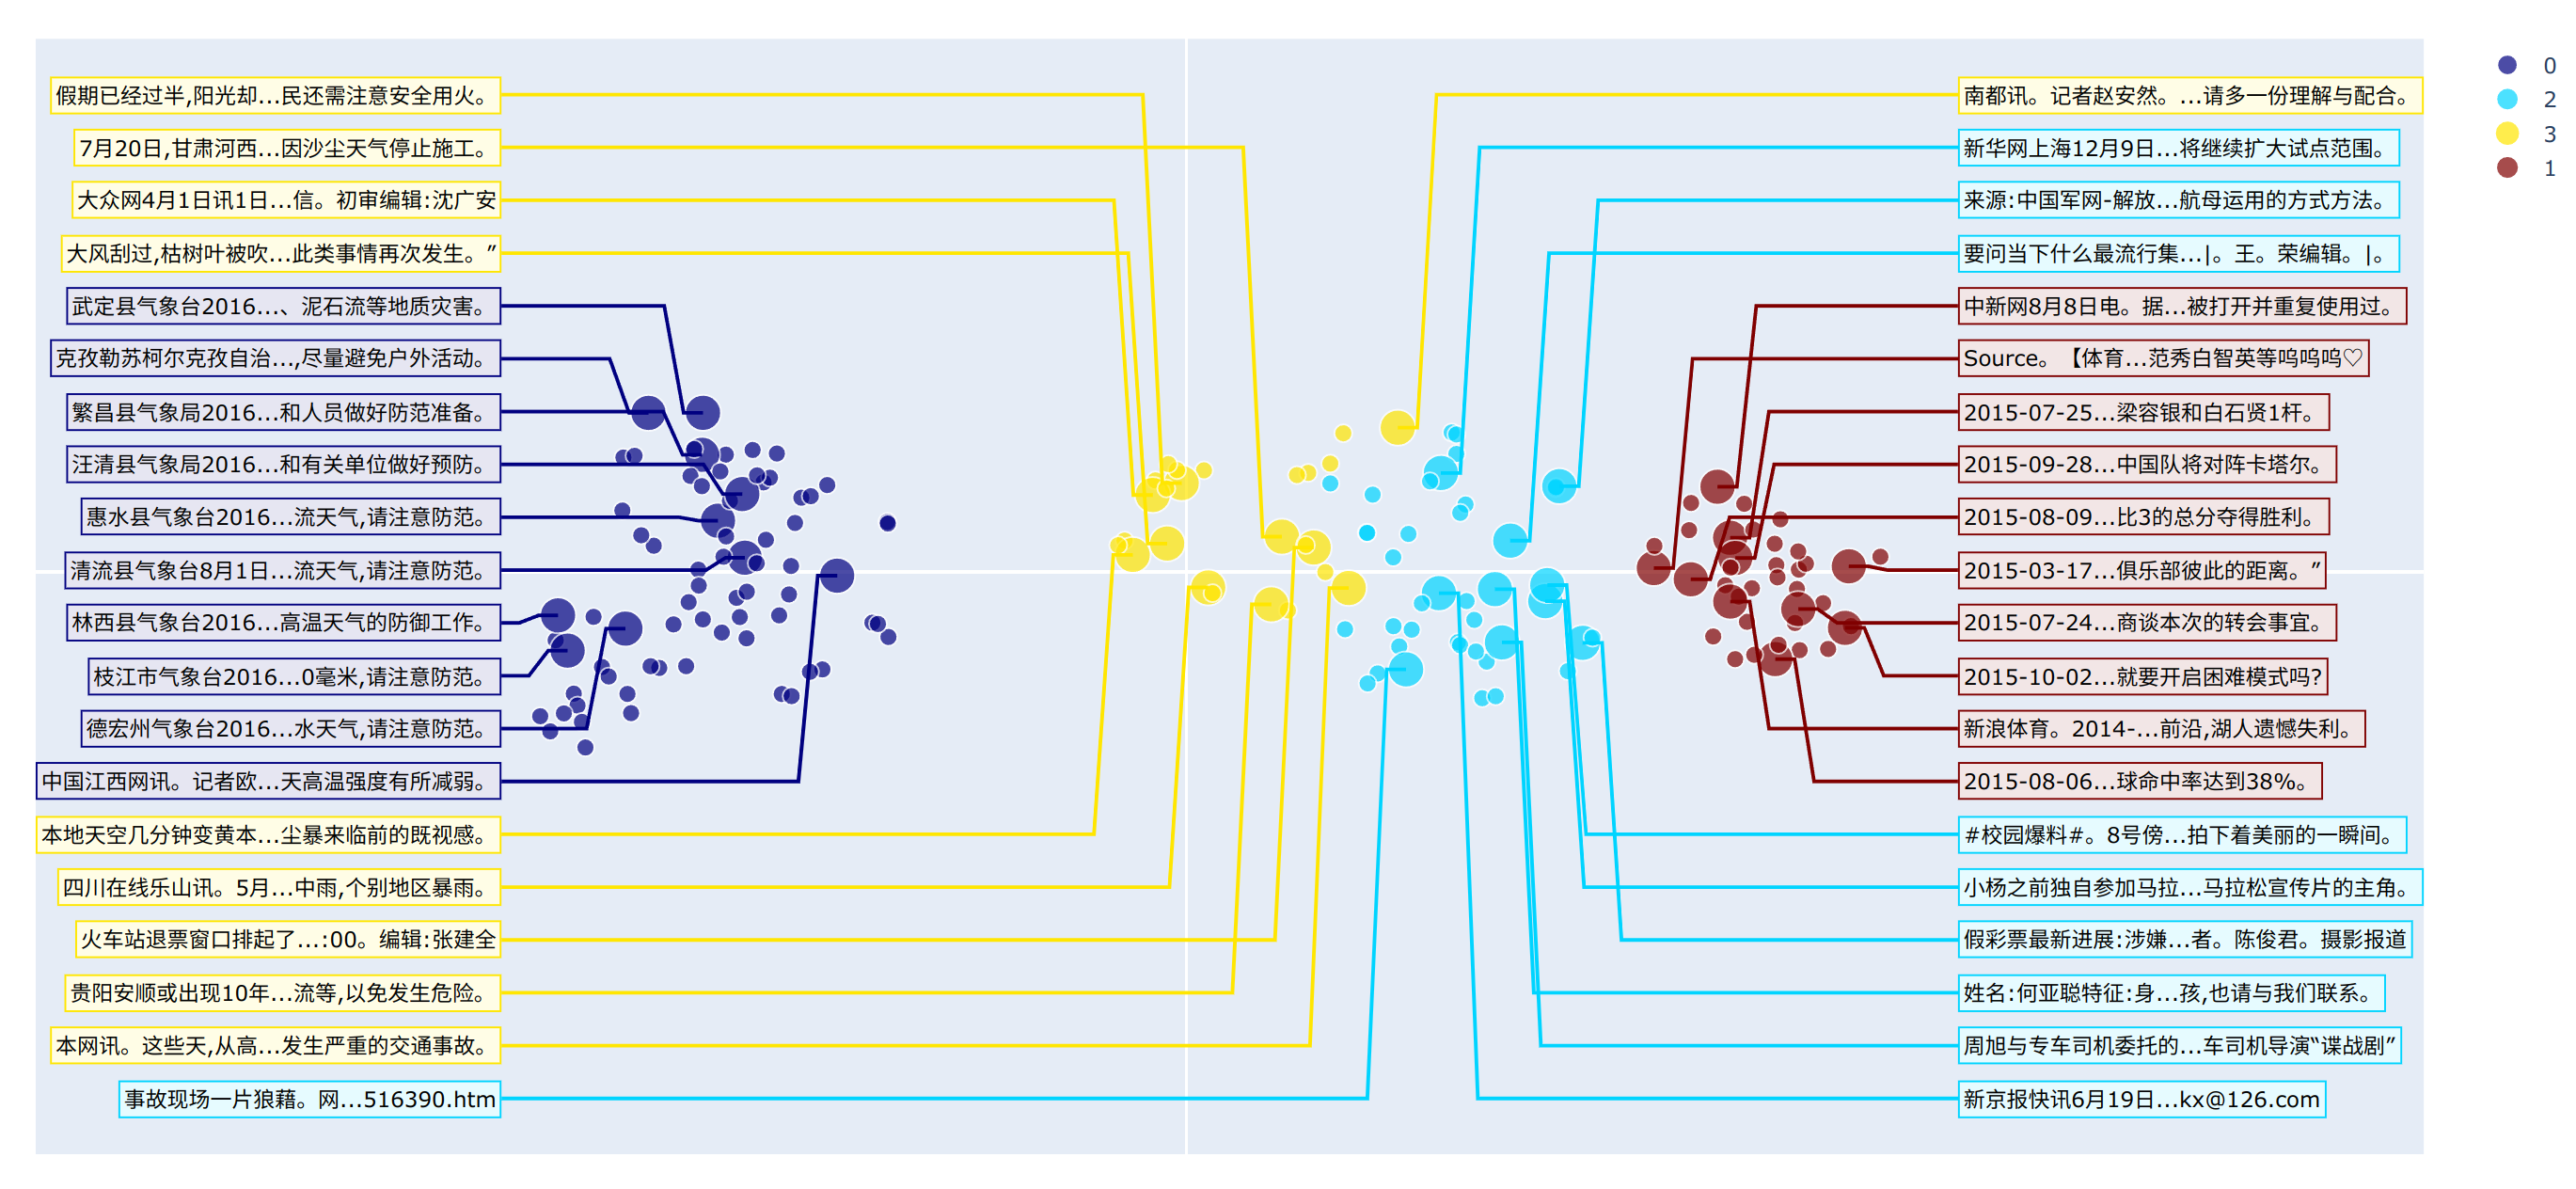 假期已经过半,阳光却...民还需注意安全用火。
7月20日,甘肃河西...因沙尘天气停止施工。
大众网4月1日讯1日...信。初审编辑:沈广安
大风刮过,枯树叶被吹...此类事情再次发生。”
武定县气象台2016...、泥石流等地质灾害。
克孜勒苏柯尔克孜自治...,尽量避免户外活动。
繁昌县气象局2016...和人员做好防范准备。
汪清县气象局2016...和有关单位做好预防。
惠水县气象台2016...流天气,请注意防范。
清流县气象台8月1日...流天气,请注意防范。
林西县气象台2016...高温天气的防御工作。
枝江市气象台2016...0毫米,请注意防范。
德宏州气象台2016...水天气,请注意防范。
中国江西网讯。记者欧...天高温强度有所减弱。
本地天空几分钟变黄本...尘暴来临前的既视感。
四川在线乐山讯。5月...中雨,个别地区暴雨。
火车站退票窗口排起了...:00。编辑:张建全
贵阳安顺或出现10年...流等,以免发生危险。
本网讯。这些天,从高...发生严重的交通事故。
事故现场一片狼藉。网...516390.htm
南都讯。记者赵安然。...请多一份理解与配合。
新华网上海12月9日...将继续扩大试点范围。
来源:中国军网-解放...航母运用的方式方法。
要问当下什么最流行集...|。王。荣编辑。|。
中新网8月8日电。据...被打开并重复使用过。
Source。【体育...范秀白智英等呜呜呜♡
2015-07-25...梁容银和白石贤1杆。
2015-09-28...中国队将对阵卡塔尔。
2015-08-09...比3的总分夺得胜利。
2015-03-17...俱乐部彼此的距离。”
2015-07-24...商谈本次的转会事宜。
2015-10-02...就要开启困难模式吗?
新浪体育。2014-...前沿,湖人遗憾失利。
2015-08-06...球命中率达到38%。
#校园爆料#。8号傍...拍下着美丽的一瞬间。
小杨之前独自参加马拉...马拉松宣传片的主角。
假彩票最新进展:涉嫌...者。陈俊君。摄影报道
姓名:何亚聪特征:身...孩,也请与我们联系。
周旭与专车司机委托的...车司机导演“谍战剧”
新京报快讯6月19日...kx@126.com
0
2
3
1